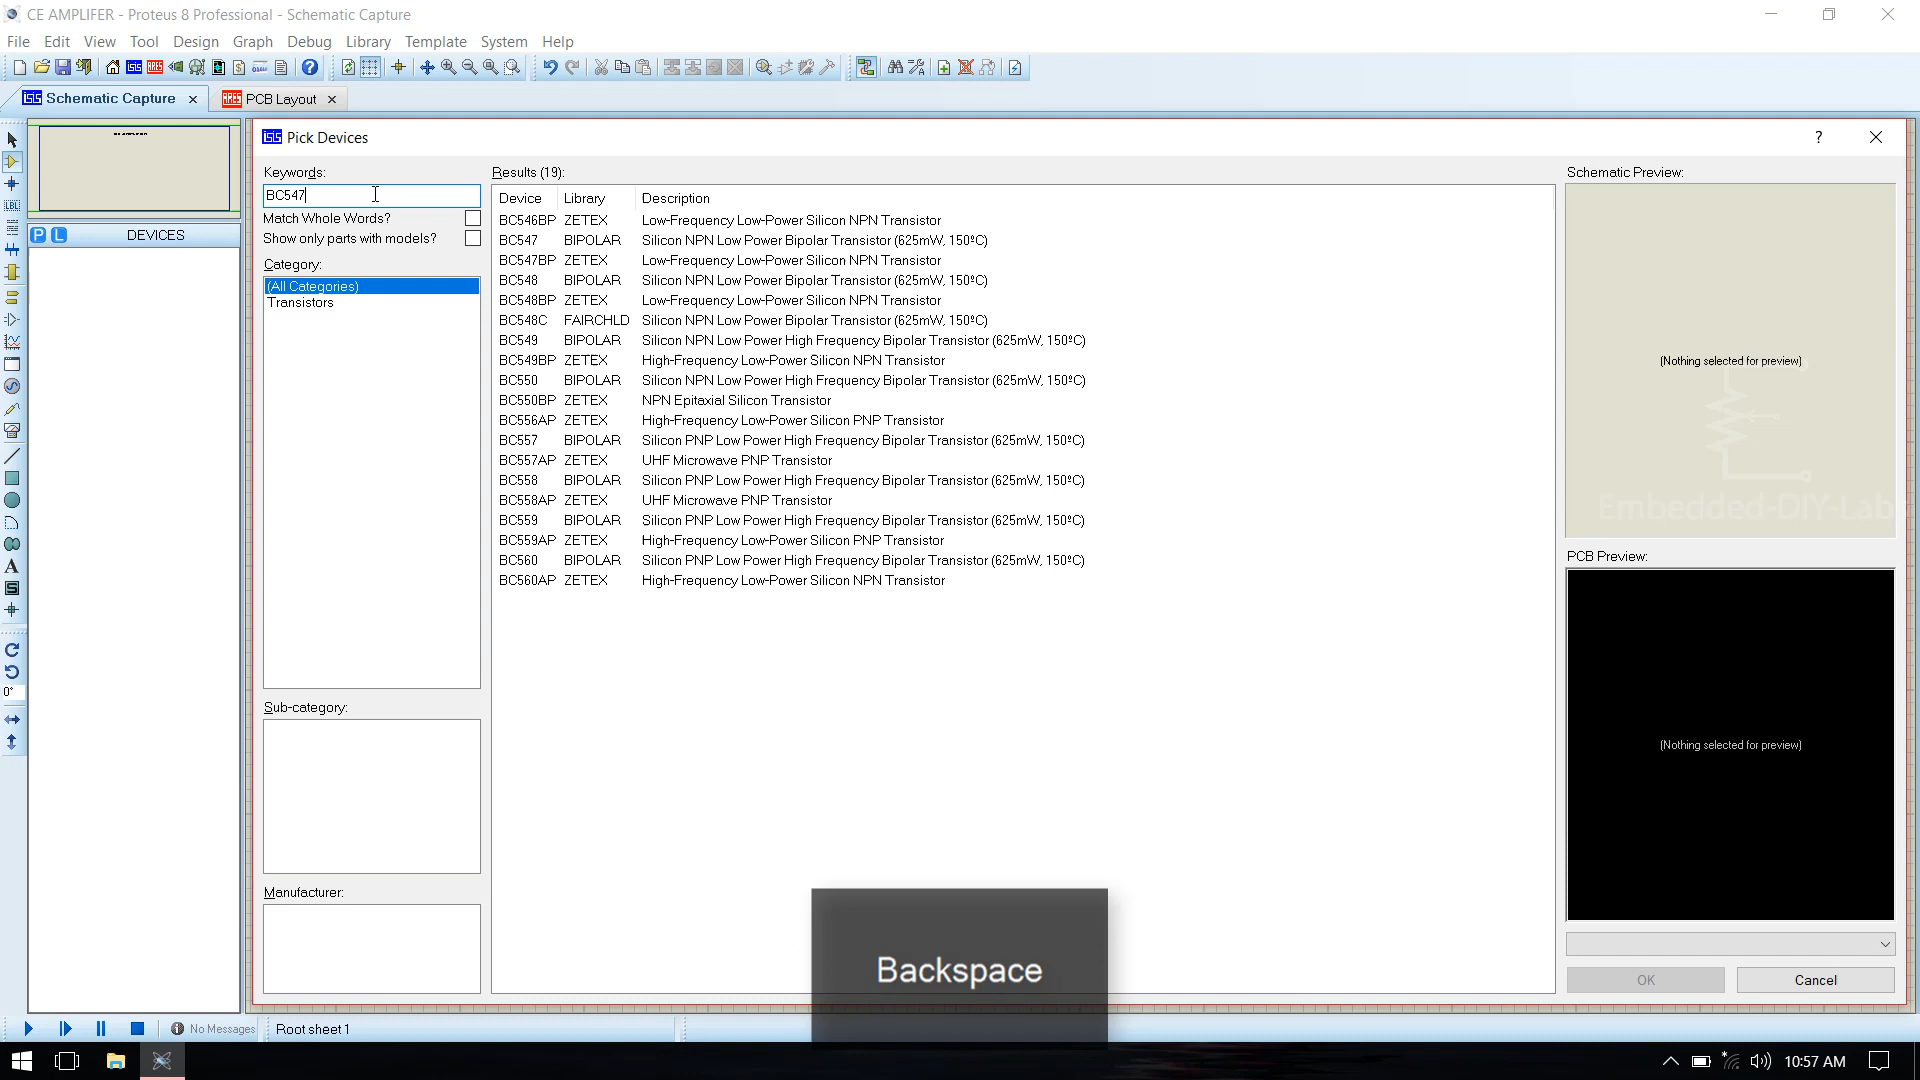 CE AMPLIFER - Proteus 8 Professional - Schematic Capture
File Edit View Tool Design Graph Debug Library Template System Help
Schematic Capture
PCB Layout
Pick Devices
P L DEVICES
Keywords:
BC547
Match Whole Words?
Show only parts with models?
Category:
(All Categories)
Transistors
Sub-category:
Manufacturer:
Results (19):
Device Library Description
BC546BP ZETEX Low-Frequency Low-Power Silicon NPN Transistor
BC547 BIPOLAR Silicon NPN Low Power Bipolar Transistor (625mW, 150ºC)
BC547BP ZETEX Low-Frequency Low-Power Silicon NPN Transistor
BC548 BIPOLAR Silicon NPN Low Power Bipolar Transistor (625mW, 150ºC)
BC548BP ZETEX Low-Frequency Low-Power Silicon NPN Transistor
BC548C FAIRCHLD Silicon NPN Low Power Bipolar Transistor (625mW, 150ºC)
BC549 BIPOLAR Silicon NPN Low Power High Frequency Bipolar Transistor (625mW, 150ºC)
BC549BP ZETEX High-Frequency Low-Power Silicon NPN Transistor
BC550 BIPOLAR Silicon NPN Low Power High Frequency Bipolar Transistor (625mW, 150ºC)
BC550BP ZETEX NPN Epitaxial Silicon Transistor
BC556AP ZETEX High-Frequency Low-Power Silicon PNP Transistor
BC557 BIPOLAR Silicon PNP Low Power High Frequency Bipolar Transistor (625mW, 150ºC)
BC557AP ZETEX UHF Microwave PNP Transistor
BC558 BIPOLAR Silicon PNP Low Power High Frequency Bipolar Transistor (625mW, 150ºC)
BC558AP ZETEX UHF Microwave PNP Transistor
BC559 BIPOLAR Silicon PNP Low Power High Frequency Bipolar Transistor (625mW, 150ºC)
BC559AP ZETEX High-Frequency Low-Power Silicon PNP Transistor
BC560 BIPOLAR Silicon PNP Low Power High Frequency Bipolar Transistor (625mW, 150ºC)
BC560AP ZETEX High-Frequency Low-Power Silicon NPN Transistor
Schematic Preview:
(Nothing selected for preview)
Embedded-DIY-Lab
PCB Preview:
(Nothing selected for preview)
OK Cancel
Backspace
0°
No Messages
Root sheet 1
10:57 AM